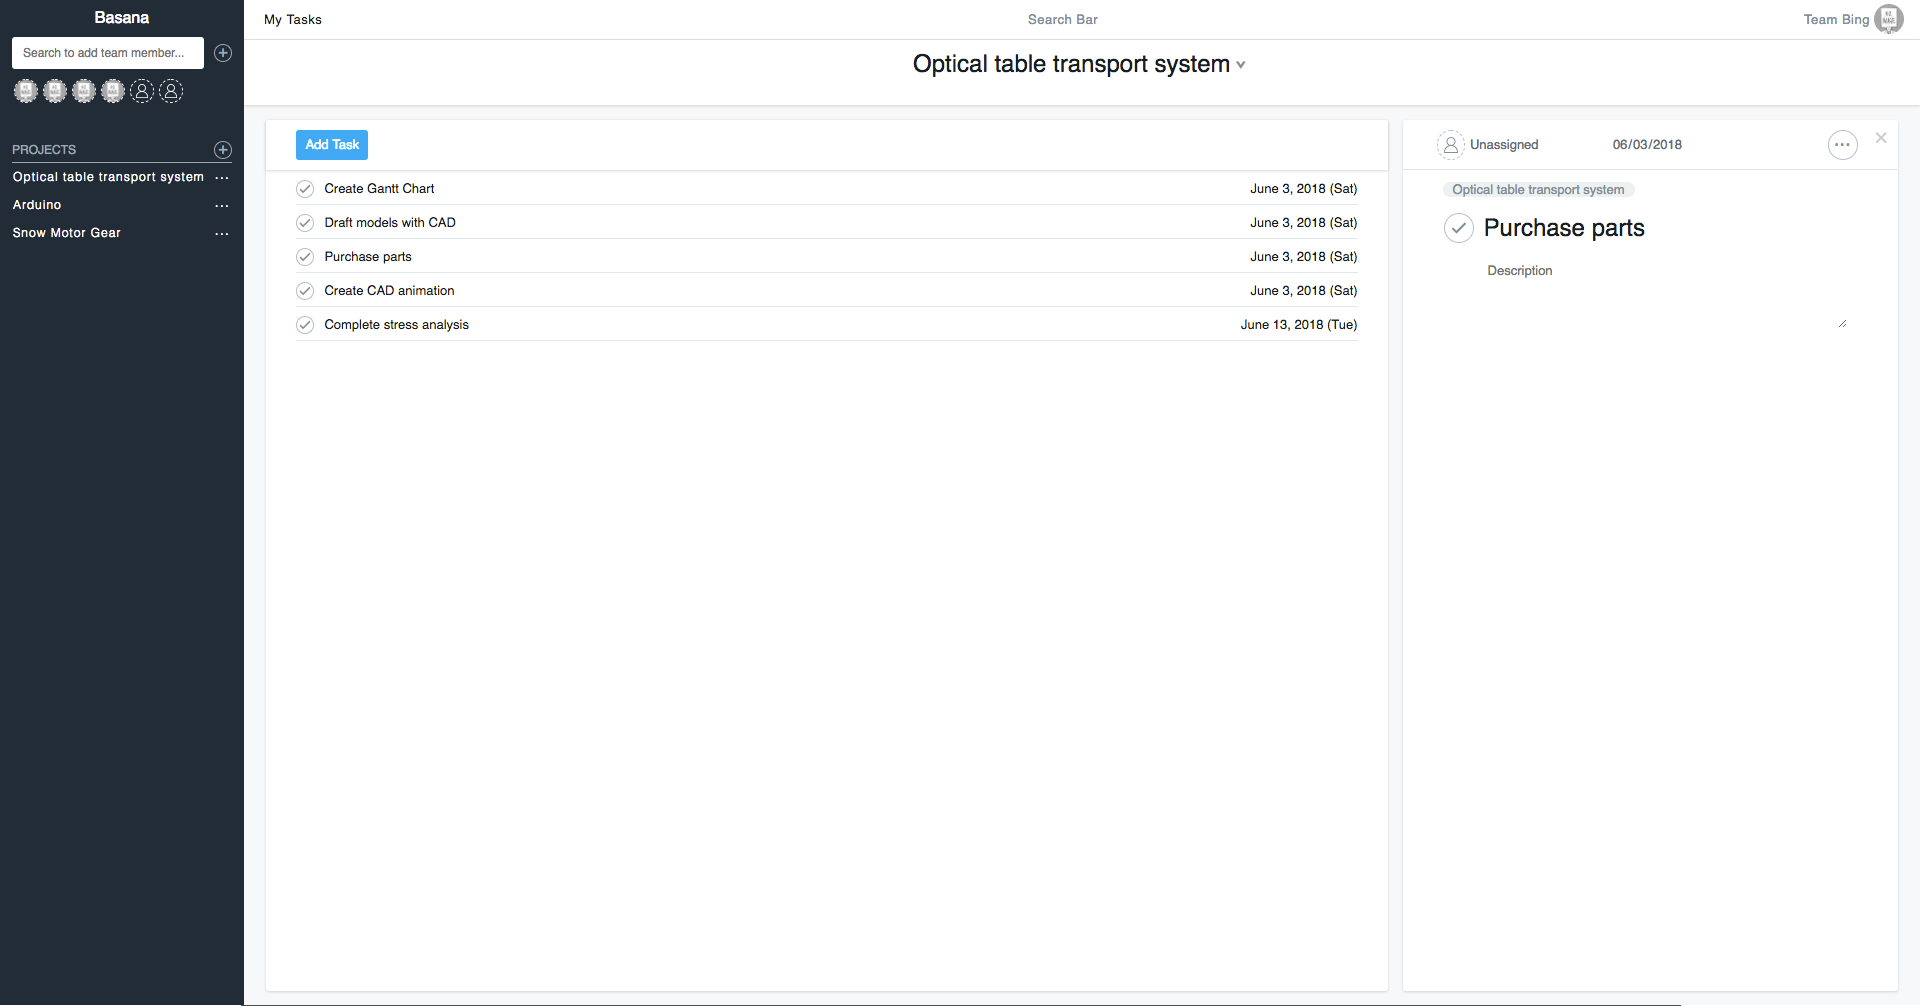 Basana
Search to add team member...
PROJECTS
Optical table transport system ...
Arduino ...
Snow Motor Gear ...
My Tasks
Search Bar
Team Bing
Optical table transport system
Add Task
Create Gantt Chart June 3, 2018 (Sat)
Draft models with CAD June 3, 2018 (Sat)
Purchase parts June 3, 2018 (Sat)
Create CAD animation June 3, 2018 (Sat)
Complete stress analysis June 13, 2018 (Tue)
Unassigned 06/03/2018
Optical table transport system
Purchase parts
Description